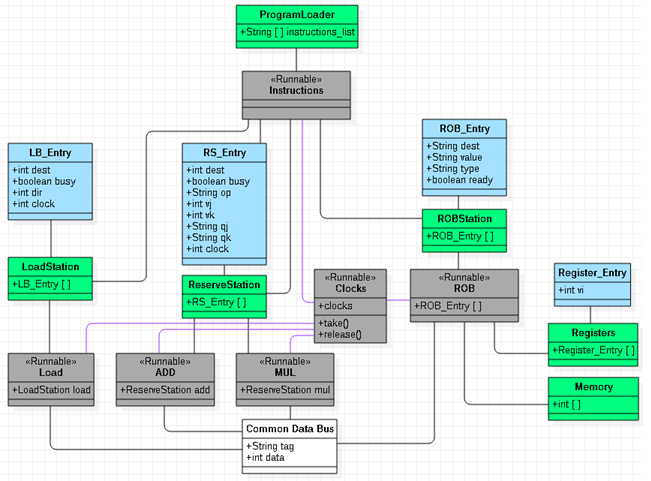 ProgramLoader
+String [ ] instructions_list
«Runnable»
Instructions
LB_Entry
+int dest
+boolean busy
+int dir
+int clock
RS_Entry
+int dest
+boolean busy
+String op
+int vj
+int vk
+String qj
+String qk
+int clock
ROB_Entry
+String dest
+String value
+String type
+boolean ready
ROBStation
+ROB_Entry [ ]
LoadStation
+LB_Entry [ ]
ReserveStation
+RS_Entry [ ]
«Runnable»
Clocks
+clocks
+take()
+release()
«Runnable»
ROB
+ROB_Entry [ ]
Register_Entry
+int vi
Registers
+Register_Entry [ ]
«Runnable»
Load
+LoadStation load
«Runnable»
ADD
+ReserveStation add
«Runnable»
MUL
+ReserveStation mul
Memory
+int [ ]
Common Data Bus
+String tag
+int data